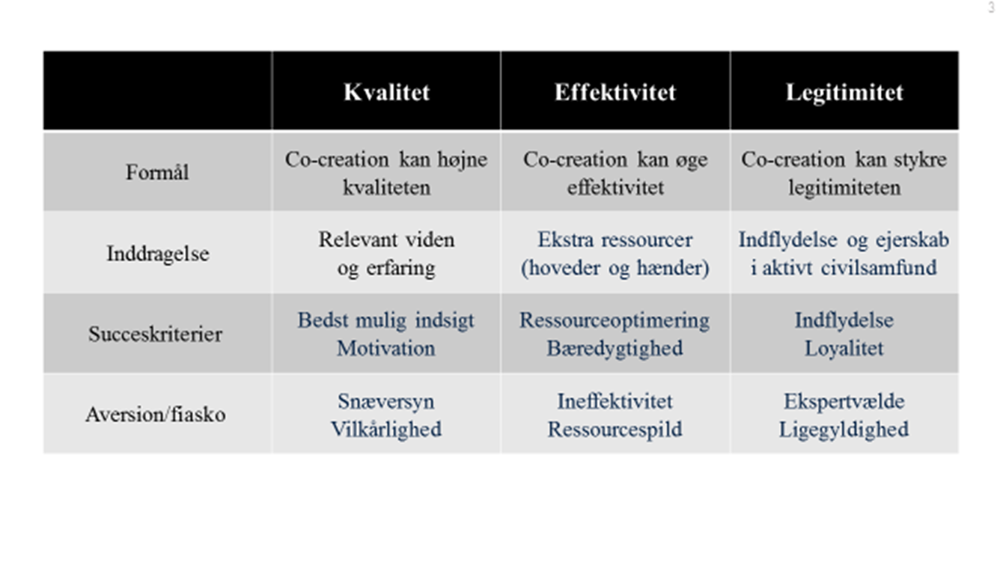 3
Kvalitet
Effektivitet
Legitimitet
Formål
Co-creation kan højne
kvaliteten
Co-creation kan øge
effektivitet
Co-creation kan stykre
legitimiteten
Inddragelse
Relevant viden
og erfaring
Ekstra ressourcer
(hoveder og hænder)
Indflydelse og ejerskab
i aktivt civilsamfund
Succeskriterier
Bedst mulig indsigt
Motivation
Ressourceoptimering
Bæredygtighed
Indflydelse
Loyalitet
Aversion/fiasko
Snæversyn
Vilkårlighed
Ineffektivitet
Ressourcespild
Ekspertvælde
Ligegyldighed